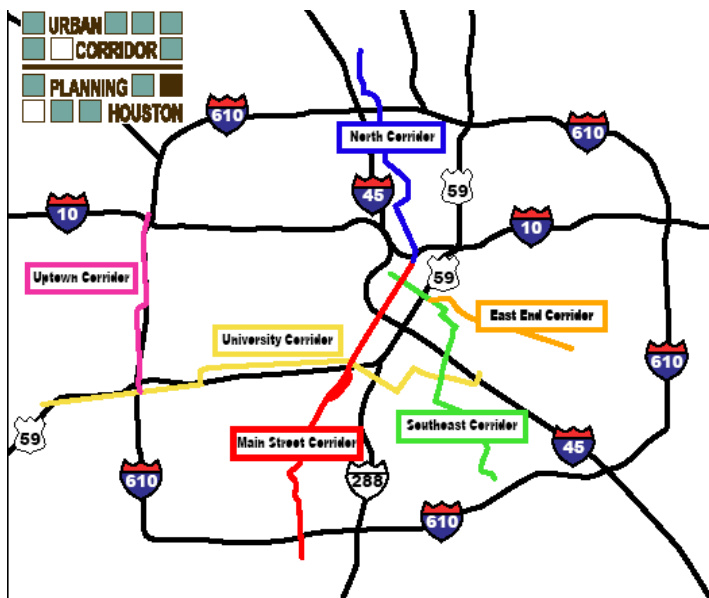 URBAN
CORRIDOR
PLANNING
HOUSTON
610
610
North Corridor
45
59
10
10
59
Uptown Corridor
East End Corridor
University Corridor
610
59
Main Street Corridor
Southeast Corridor
45
610
288
610